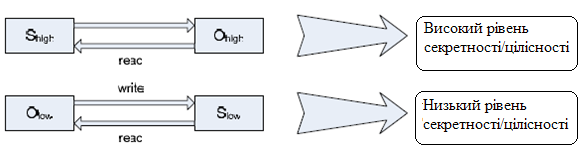 Shigh
Ohigh
reac
Високий рівень
секретності/цілісності
write
Olow
Slow
reac
Низький рівень
секретності/цілісності